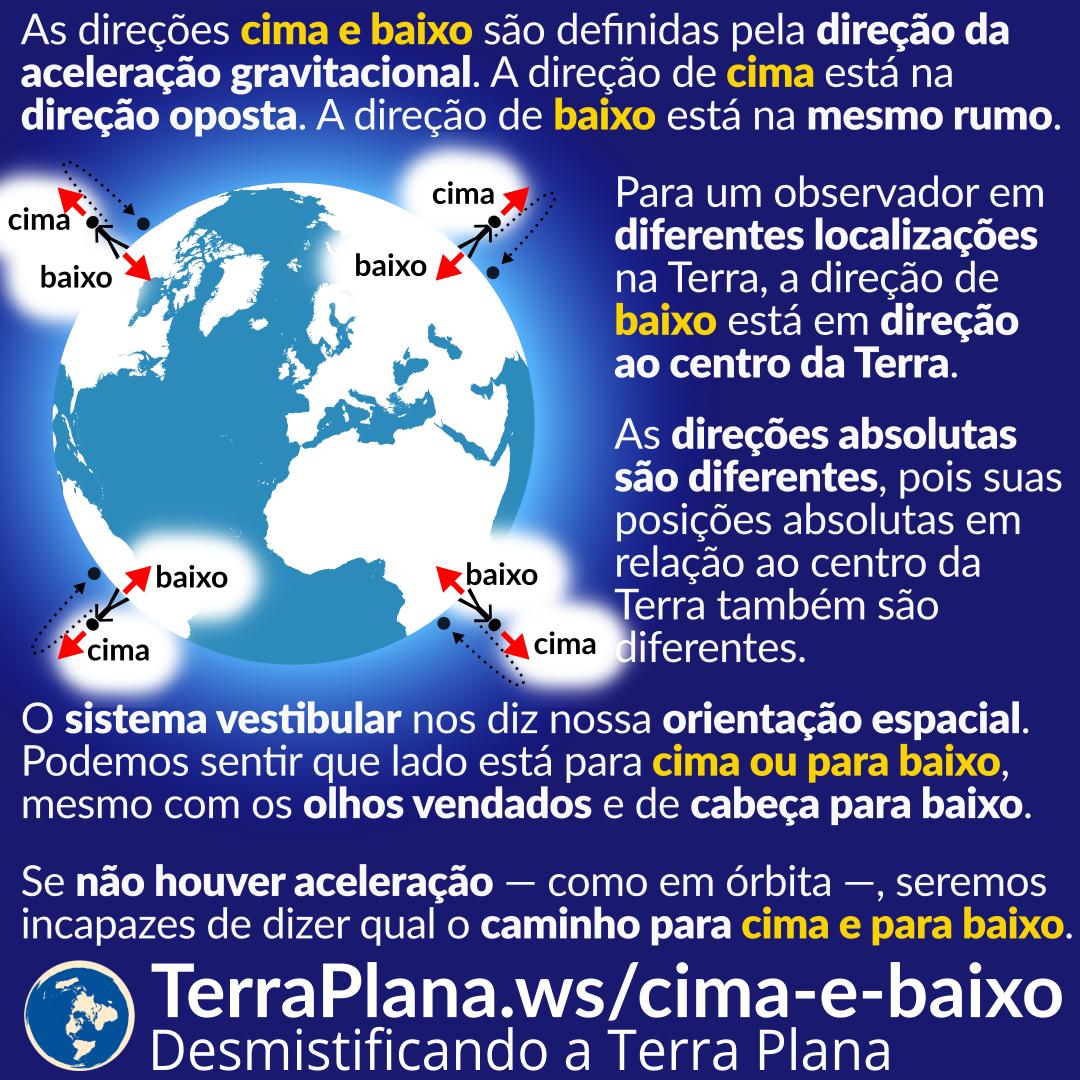 As direções cima e baixo são definidas pela direção da
aceleração gravitacional. A direção de cima está na
direção oposta. A direção de baixo está na mesmo rumo.
cima
baixo
cima
baixo
baixo
cima
baixo
cima
Para um observador em
diferentes localizações
na Terra, a direção de
baixo está em direção
ao centro da Terra.
As direções absolutas
são diferentes, pois suas
posições absolutas em
relação ao centro da
Terra também são
diferentes.
O sistema vestibular nos diz nossa orientação espacial.
Podemos sentir que lado está para cima ou para baixo,
mesmo com os olhos vendados e de cabeça para baixo.
Se não houver aceleração — como em órbita —, seremos
incapazes de dizer qual o caminho para cima e para baixo.
TerraPlana.ws/cima-e-baixo
Desmistificando a Terra Plana